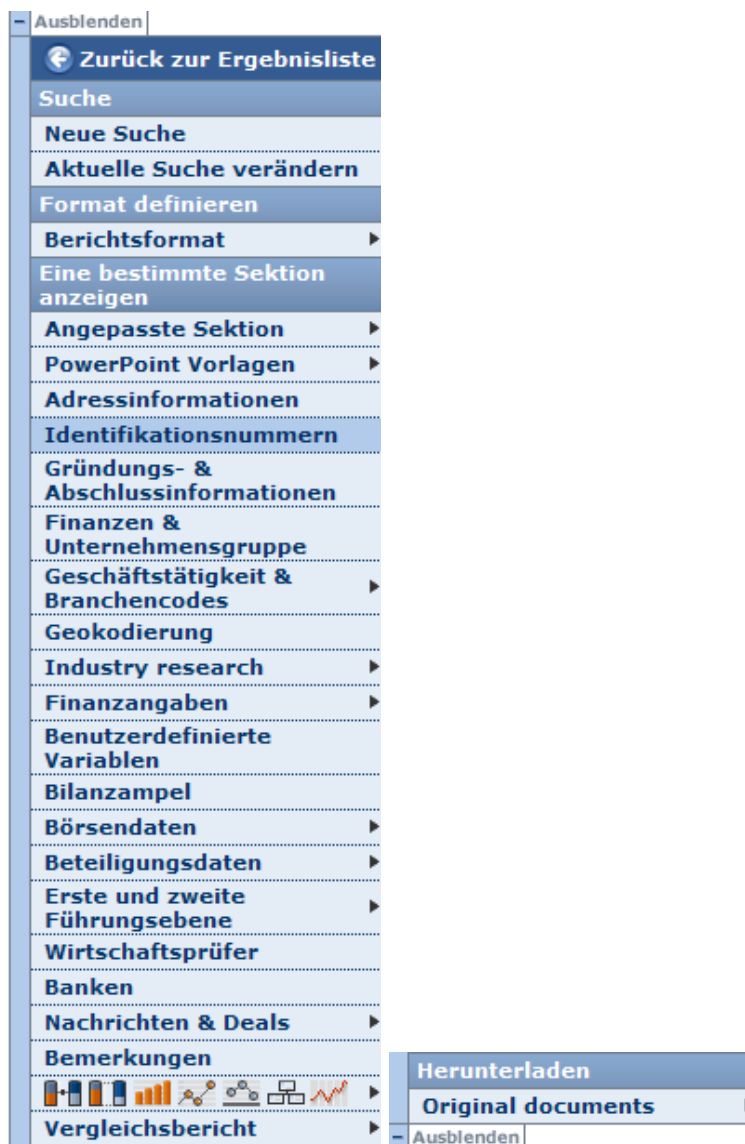 Ausblenden
Zurück zur Ergebnisliste
Suche
Neue Suche
Aktuelle Suche verändern
Format definieren
Berichtsformat
Eine bestimmte Sektion
anzeigen
Angepasste Sektion
PowerPoint Vorlagen
Adressinformationen
Identifikationsnummern
Gründungs- &
Abschlussinformationen
Finanzen &
Unternehmensgruppe
Geschäftstätigkeit &
Branchencodes
Geokodierung
Industry research
Finanzangaben
Benutzerdefinierte
Variablen
Bilanzampel
Börsendaten
Beteiligungsdaten
Erste und zweite
Führungsebene
Wirtschaftsprüfer
Banken
Nachrichten & Deals
Bemerkungen
Vergleichsbericht
Herunterladen
Original documents
Ausblenden